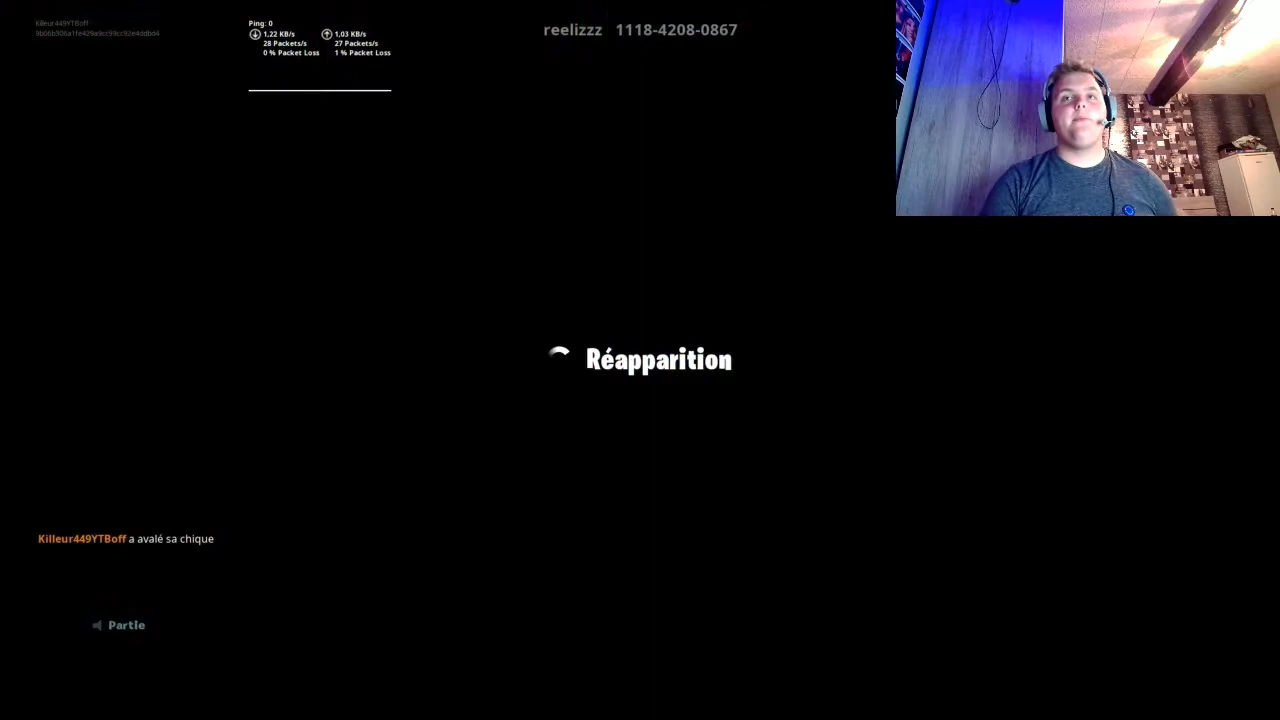 Killeur449YTBoff
Ping: 0
1,22 KB/s
1,03 KB/s
28 Packets/s
27 Packets/s
0 % Packet Loss
1 % Packet Loss
reelizzz 1118-4208-0867
Réapparition
Killeur449YTBoff a avalé sa chique
Partie